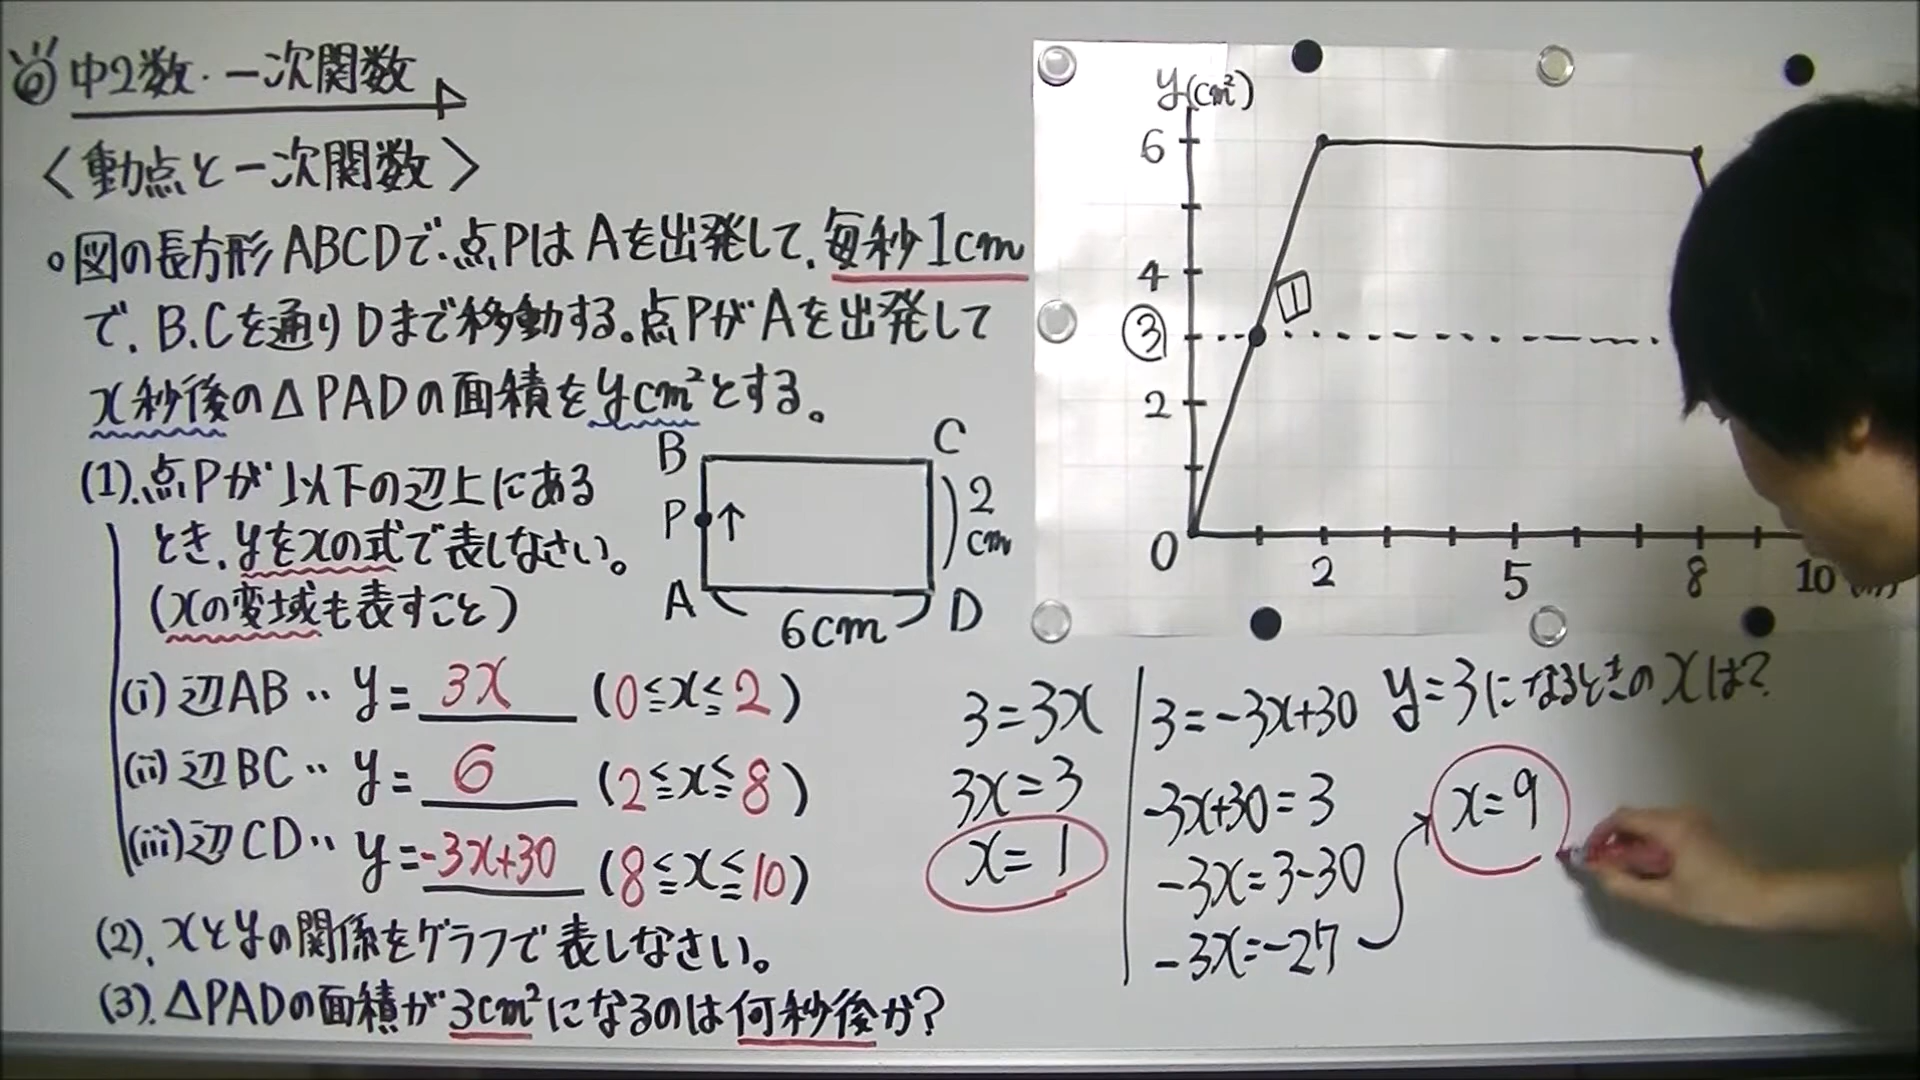 中2数・一次関数
〈動点と一次関数〉
図の長方形ABCDで、点PはAを出発して、毎秒1cm
で、B、Cを通りDまで移動する。点PがAを出発して
x秒後の△PADの面積をycm²とする。
(1).点Pが以下の辺上にある
とき、yをxの式で表しなさい。
(xの変域も表すこと)
B
C
P
↑
2
cm
A
D
6cm
(i)辺AB‥y=3x (0≦x≦2)
(ii)辺BC‥y=6 (2≦x≦8)
(iii)辺CD‥y=-3x+30 (8≦x≦10)
(2).xとyの関係をグラフで表しなさい。
(3).△PADの面積が3cm²になるのは何秒後か?
y(cm²)
6
4
1
③
2
0
2
5
8
10
y=3になるときのxは?
3=3x
3x=3
x=1
3=-3x+30
-3x+30=3
-3x=3-30
-3x=-27
x=9